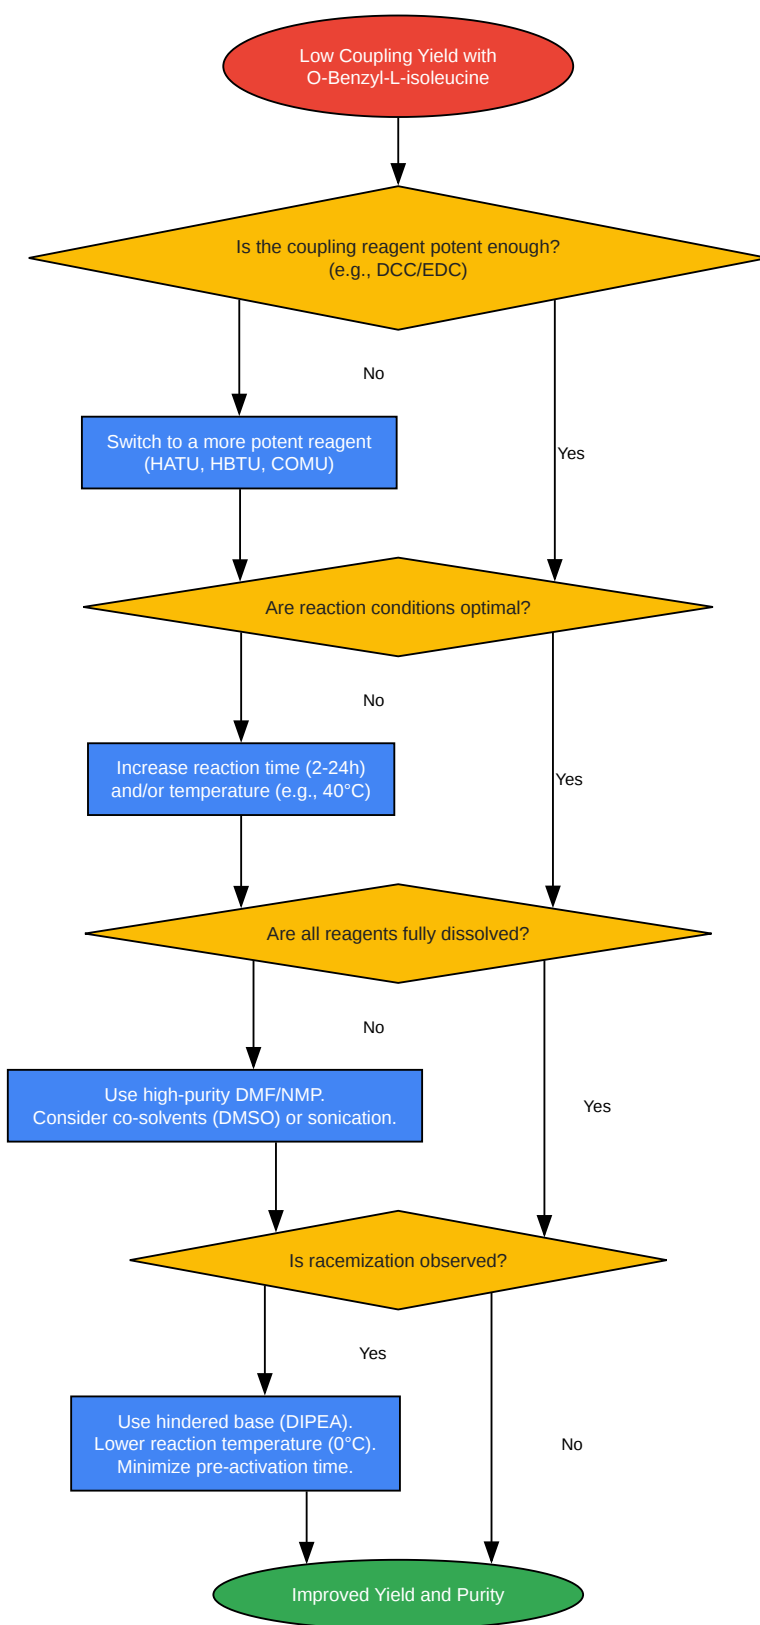 Low Coupling Yield with
O-Benzyl-L-isoleucine
Is the coupling reagent potent enough?
(e.g., DCC/EDC)
No
Switch to a more potent reagent
(HATU, HBTU, COMU)
Yes
Are reaction conditions optimal?
No
Increase reaction time (2-24h)
and/or temperature (e.g., 40°C)
Yes
Are all reagents fully dissolved?
No
Use high-purity DMF/NMP.
Consider co-solvents (DMSO) or sonication.
Yes
Is racemization observed?
Yes
Use hindered base (DIPEA).
Lower reaction temperature (0°C).
Minimize pre-activation time.
No
Improved Yield and Purity